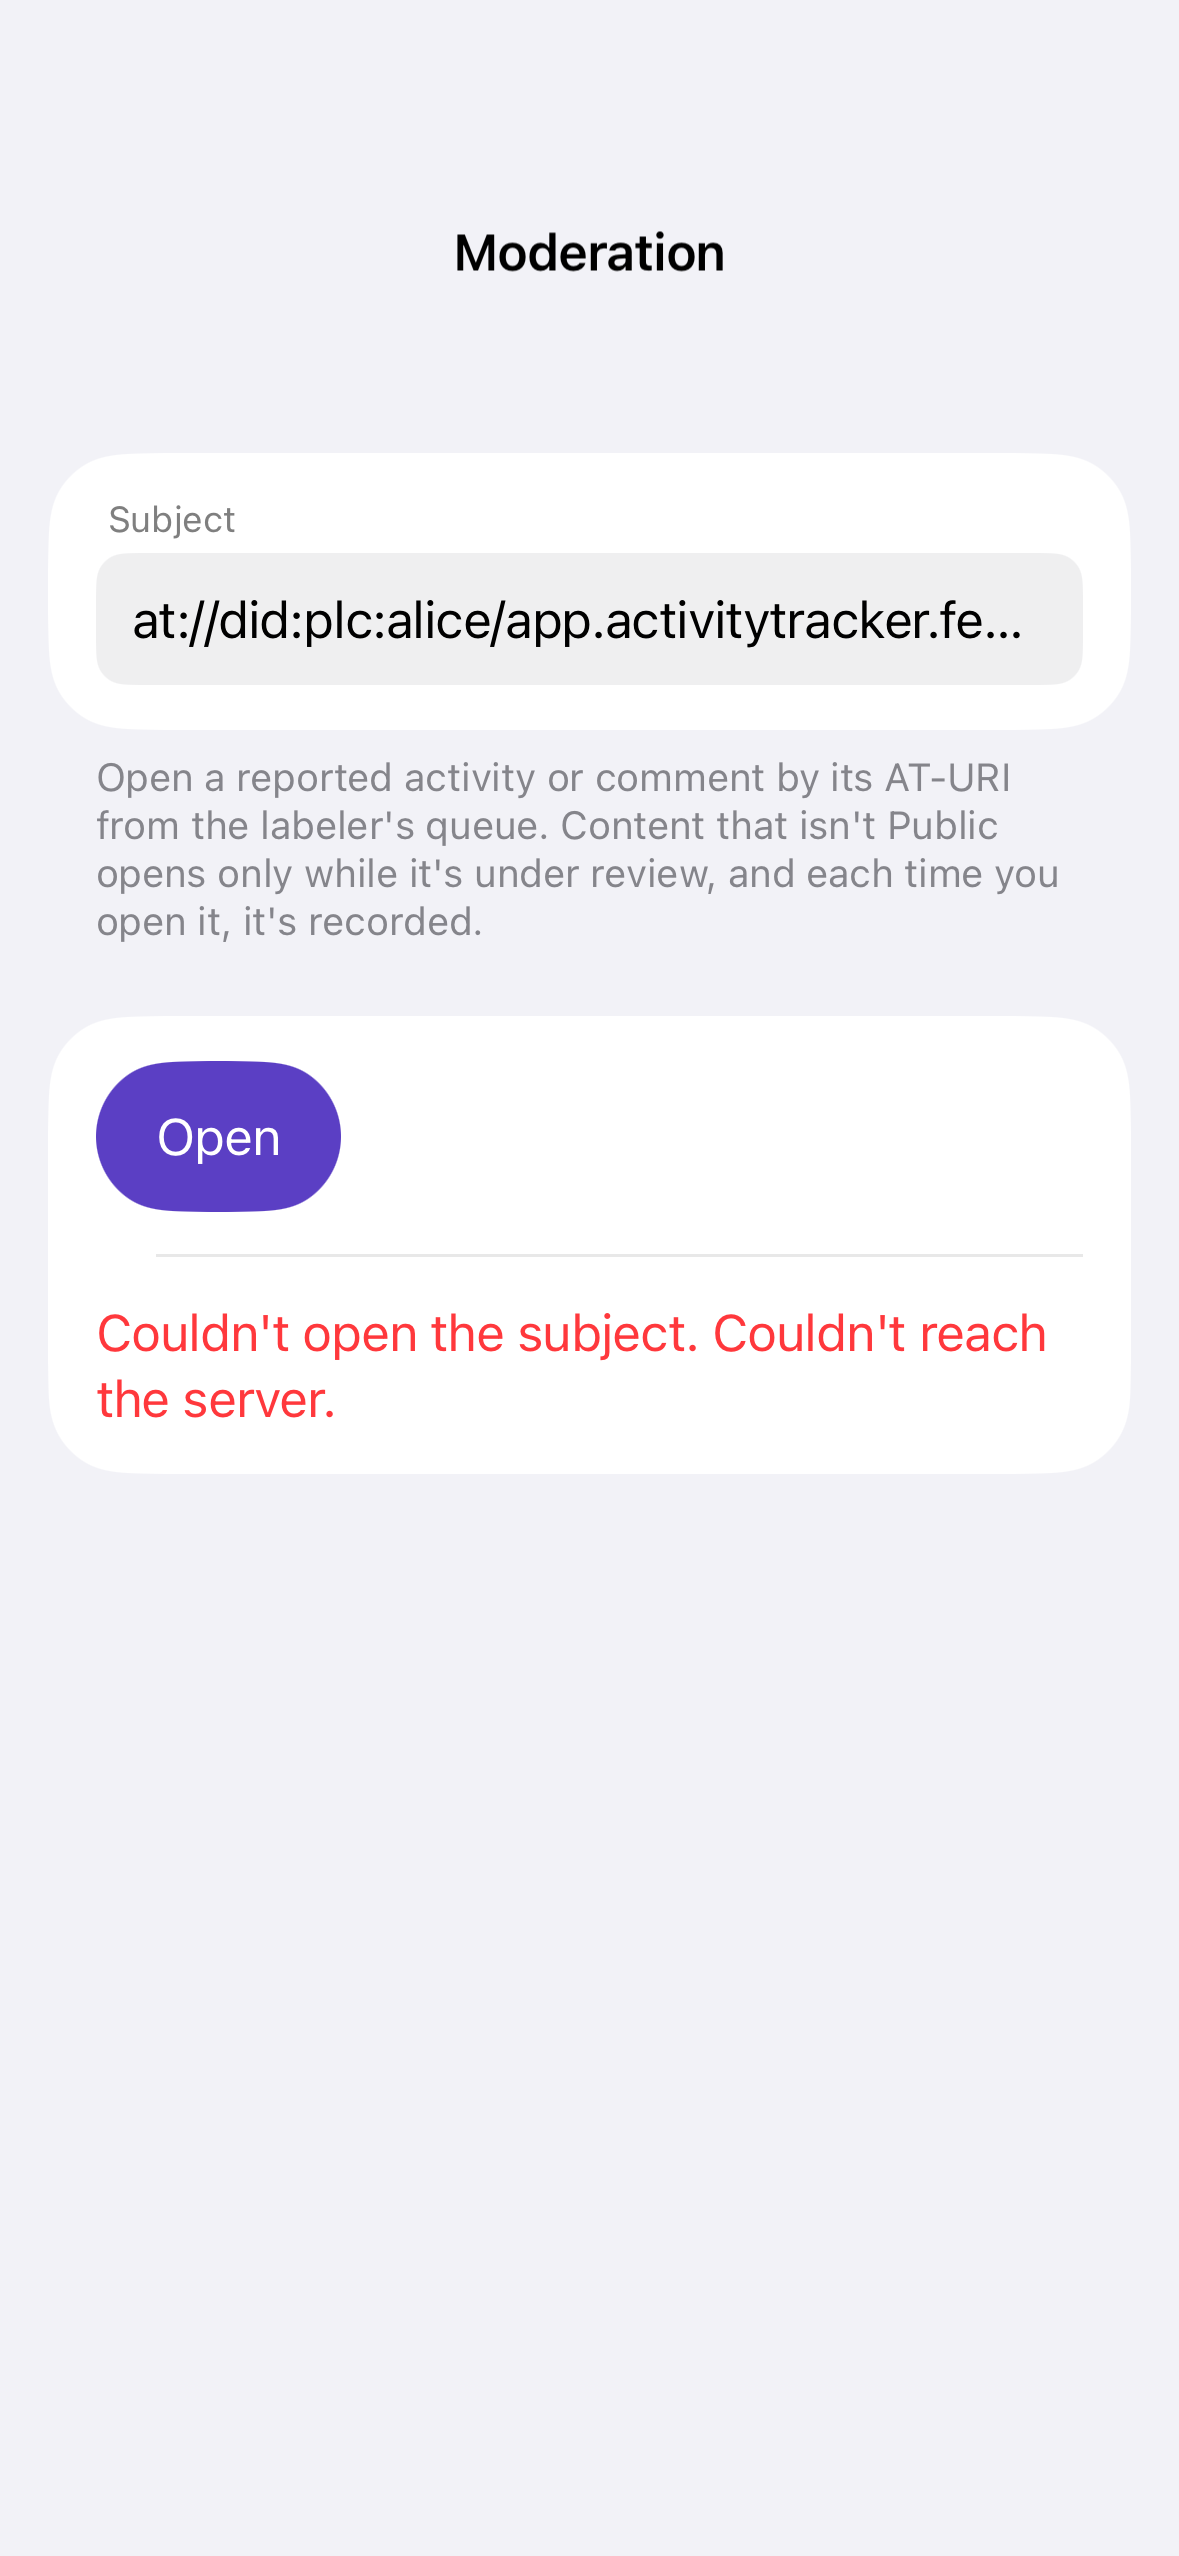 Moderation
Subject
at://did:plc:alice/app.activitytracker.fe...
Open a reported activity or comment by its AT-URI
from the labeler's queue. Content that isn't Public
opens only while it's under review, and each time you
open it, it's recorded.
Open
Couldn't open the subject. Couldn't reach
the server.